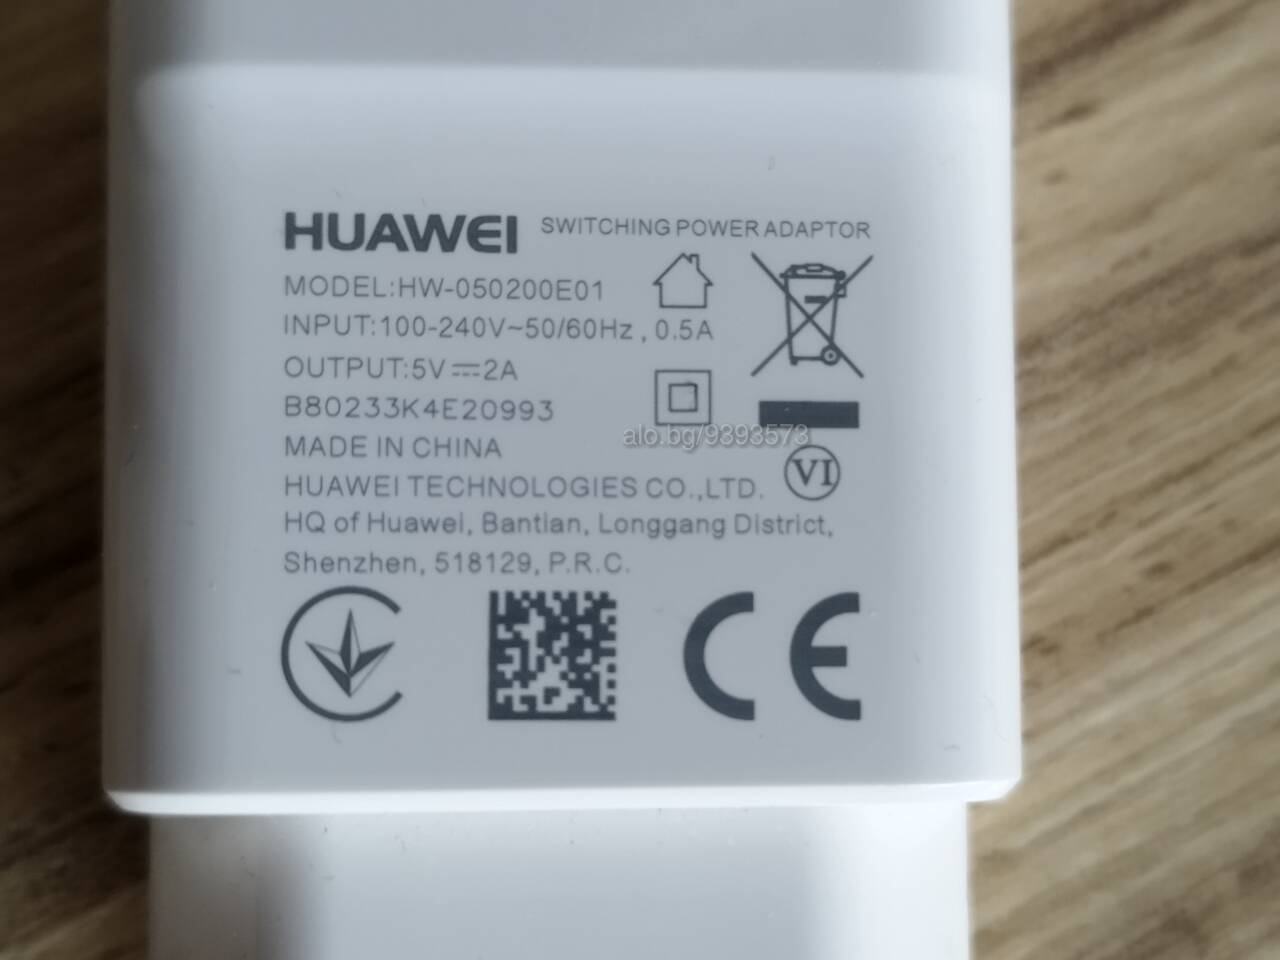 HUAWEI SWITCHING POWER ADAPTOR
MODEL:HW-050200E01
INPUT:100-240V~50/60Hz , 0.5A
OUTPUT:5V⎓2A
B80233K4E20993
MADE IN CHINA
HUAWEI TECHNOLOGIES CO.,LTD.
HQ of Huawei, Bantian, Longgang District,
Shenzhen, 518129, P.R.C.
VI
CE
alo.bg/9393573